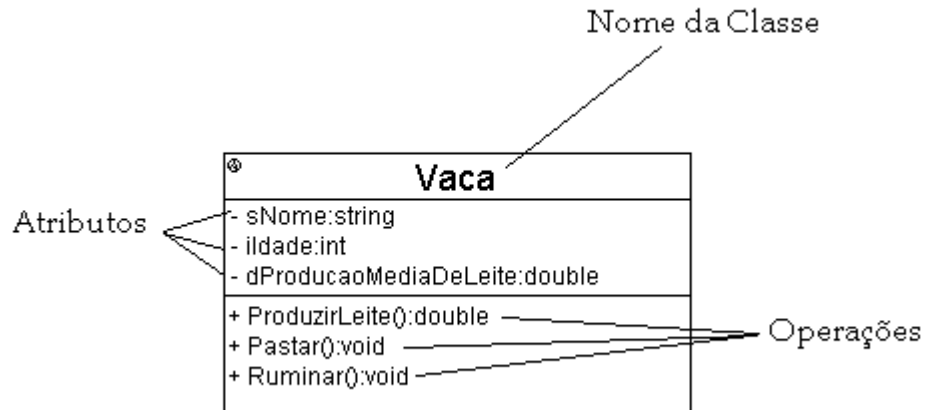 Nome da Classe
Vaca
Atributos
- sNome:string
- iIdade:int
- dProducaoMediaDeLeite:double
+ ProduzirLeite():double
+ Pastar():void
+ Ruminar():void
Operações